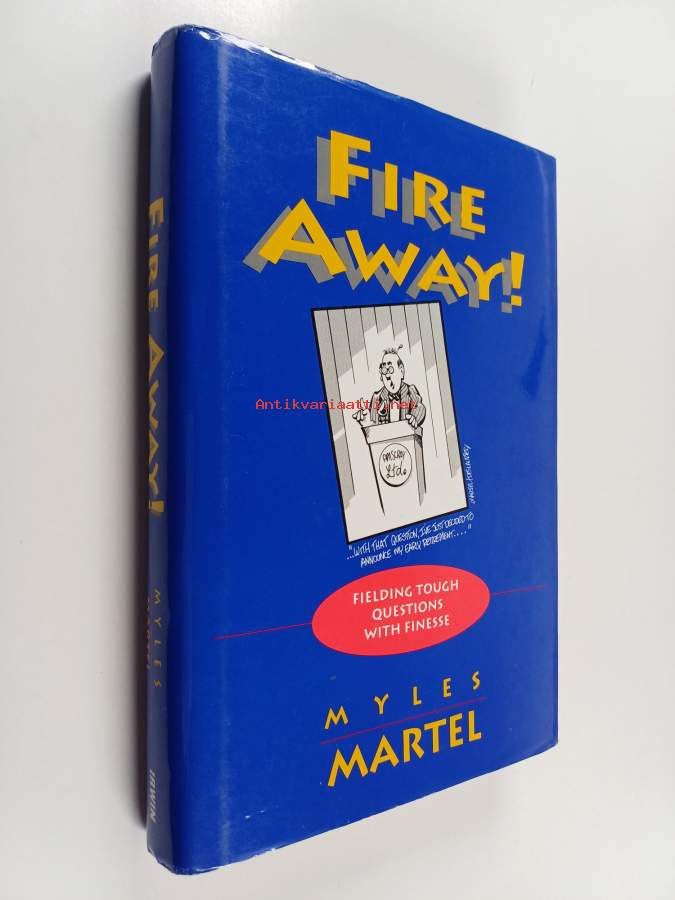 FIRE
AWAY!
Antikvariaatti.net
AMSCRAY
Ltd.
"...WITH THAT QUESTION, I'VE JUST DECIDED TO
ANNOUNCE MY EARLY RETIREMENT...."
FIELDING TOUGH
QUESTIONS
WITH FINESSE
MYLES
MARTEL
FIRE AWAY!
MYLES
MARTEL
IRWIN